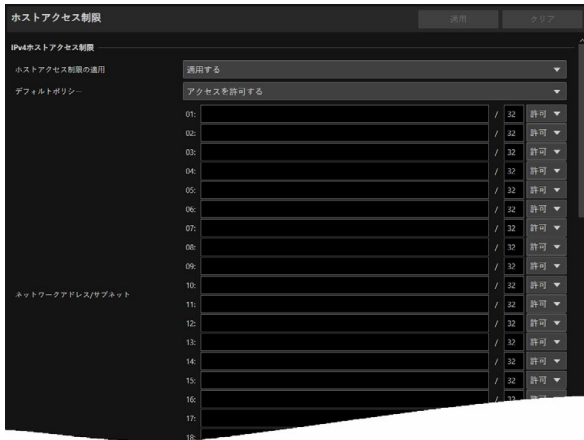 ホストアクセス制限
適用 クリア
IPv4ホストアクセス制限
ホストアクセス制限の適用 適用する
デフォルトポリシー アクセスを許可する
ネットワークアドレス/サブネット
01: / 32 許可
02: / 32 許可
03: / 32 許可
04: / 32 許可
05: / 32 許可
06: / 32 許可
07: / 32 許可
08: / 32 許可
09: / 32 許可
10: / 32 許可
11: / 32 許可
12: / 32 許可
13: / 32 許可
14: / 32 許可
15: / 32 許可
16: / 32
17:
18: